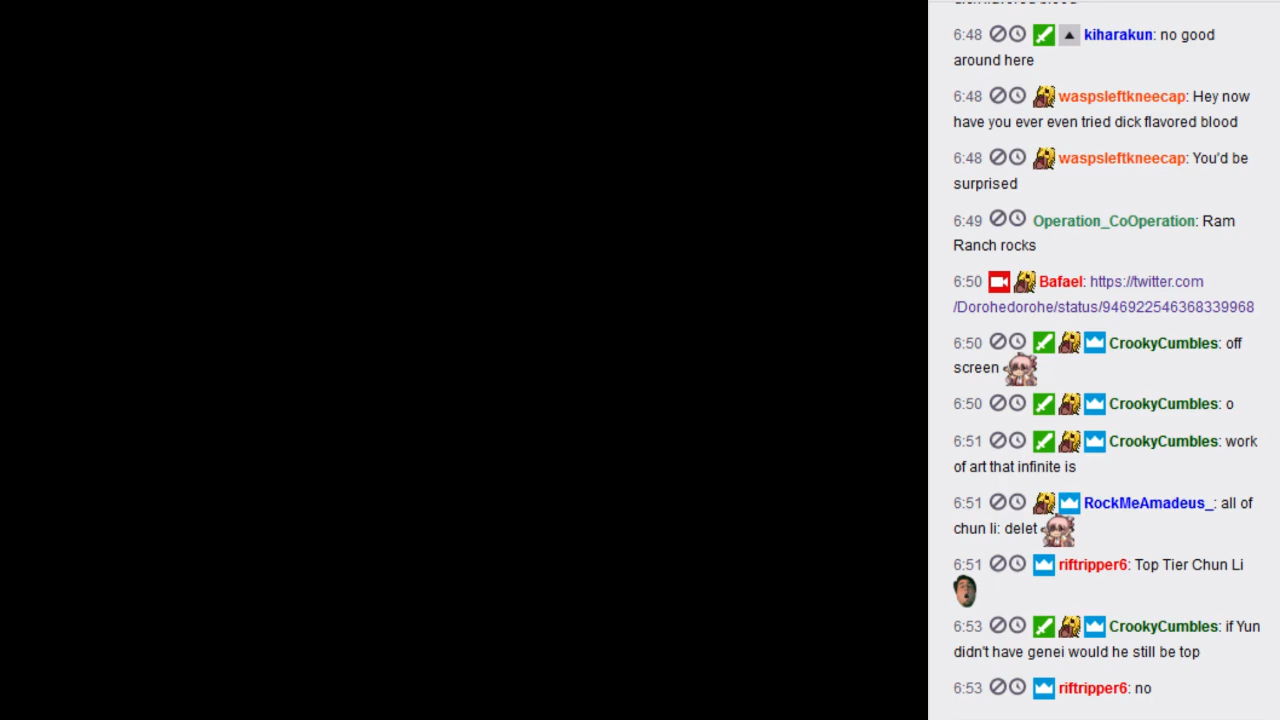 6:48 kiharakun: no good
around here
6:48 waspsleftkneecap: Hey now
have you ever even tried dick flavored blood
6:48 waspsleftkneecap: You'd be
surprised
6:49 Operation_CoOperation: Ram
Ranch rocks
6:50 Bafael: https://twitter.com
/Dorohedorohe/status/946922546368339968
6:50 CrookyCumbles: off
screen
6:50 CrookyCumbles: o
6:51 CrookyCumbles: work
of art that infinite is
6:51 RockMeAmadeus_: all of
chun li: delet
6:51 riftripper6: Top Tier Chun Li
6:53 CrookyCumbles: if Yun
didn't have genei would he still be top
6:53 riftripper6: no